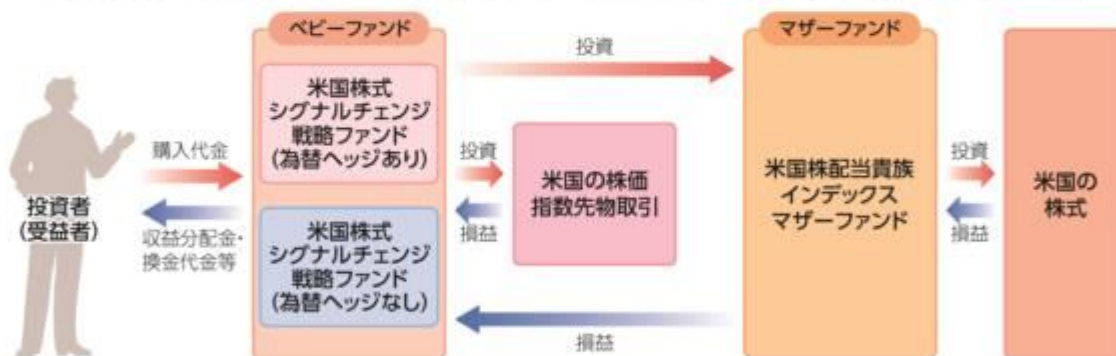 ベビーファンド
マザーファンド
投資
米国株式
シグナルチェンジ
戦略ファンド
(為替ヘッジあり)
購入代金
投資者
(受益者)
収益分配金・
換金代金等
米国株式
シグナルチェンジ
戦略ファンド
(為替ヘッジなし)
投資
損益
米国の株価
指数先物取引
米国株配当貴族
インデックス
マザーファンド
投資
損益
米国の
株式
損益